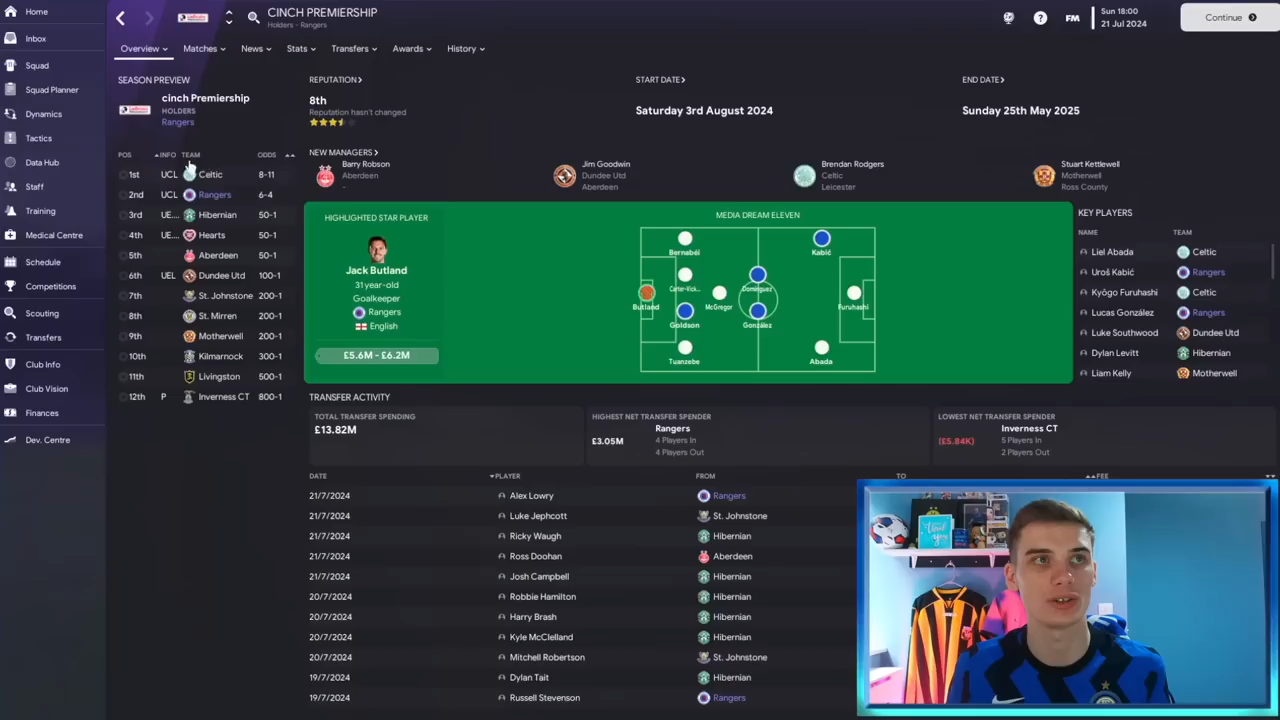 Home
Inbox
Squad
Squad Planner
Dynamics
Tactics
Data Hub
Staff
Training
Medical Centre
Schedule
Competitions
Scouting
Transfers
Club Info
Club Vision
Finances
Dev. Centre
CINCH PREMIERSHIP
Holders - Rangers
FM
Sun 18:00
21 Jul 2024
Continue
Overview Matches News Stats Transfers Awards History
SEASON PREVIEW
cinch Premiership
HOLDERS
Rangers
POS INFO TEAM ODDS
1st UCL Celtic 8-11
2nd UCL Rangers 6-4
3rd UE... Hibernian 50-1
4th UE... Hearts 50-1
5th Aberdeen 50-1
6th UEL Dundee Utd 100-1
7th St. Johnstone 200-1
8th St. Mirren 200-1
9th Motherwell 200-1
10th Kilmarnock 300-1
11th Livingston 500-1
12th P Inverness CT 800-1
REPUTATION
8th
Reputation hasn't changed
START DATE
Saturday 3rd August 2024
END DATE
Sunday 25th May 2025
NEW MANAGERS
Barry Robson
Aberdeen
-
Jim Goodwin
Dundee Utd
Aberdeen
Brendan Rodgers
Celtic
Leicester
Stuart Kettlewell
Motherwell
Ross County
HIGHLIGHTED STAR PLAYER
Jack Butland
31 year-old
Goalkeeper
Rangers
English
£5.6M - £6.2M
MEDIA DREAM ELEVEN
Bernabéi
Kabić
Carter-Vick...
Domínguez
Butland
McGregor
Furuhashi
Goldson
González
Tuanzebe
Abada
KEY PLAYERS
NAME TEAM
Liel Abada Celtic
Uroš Kabić Rangers
Kyōgo Furuhashi Celtic
Lucas González Rangers
Luke Southwood Dundee Utd
Dylan Levitt Hibernian
Liam Kelly Motherwell
TRANSFER ACTIVITY
TOTAL TRANSFER SPENDING
£13.82M
HIGHEST NET TRANSFER SPENDER
£3.05M
Rangers
4 Players In
4 Players Out
LOWEST NET TRANSFER SPENDER
(£5.84K)
Inverness CT
5 Players In
2 Players Out
DATE PLAYER FROM TO FEE
21/7/2024 Alex Lowry Rangers
21/7/2024 Luke Jephcott St. Johnstone
21/7/2024 Ricky Waugh Hibernian
21/7/2024 Ross Doohan Aberdeen
21/7/2024 Josh Campbell Hibernian
20/7/2024 Robbie Hamilton Hibernian
20/7/2024 Harry Brash Hibernian
20/7/2024 Kyle McClelland Hibernian
20/7/2024 Mitchell Robertson St. Johnstone
19/7/2024 Dylan Tait Hibernian
19/7/2024 Russell Stevenson Rangers